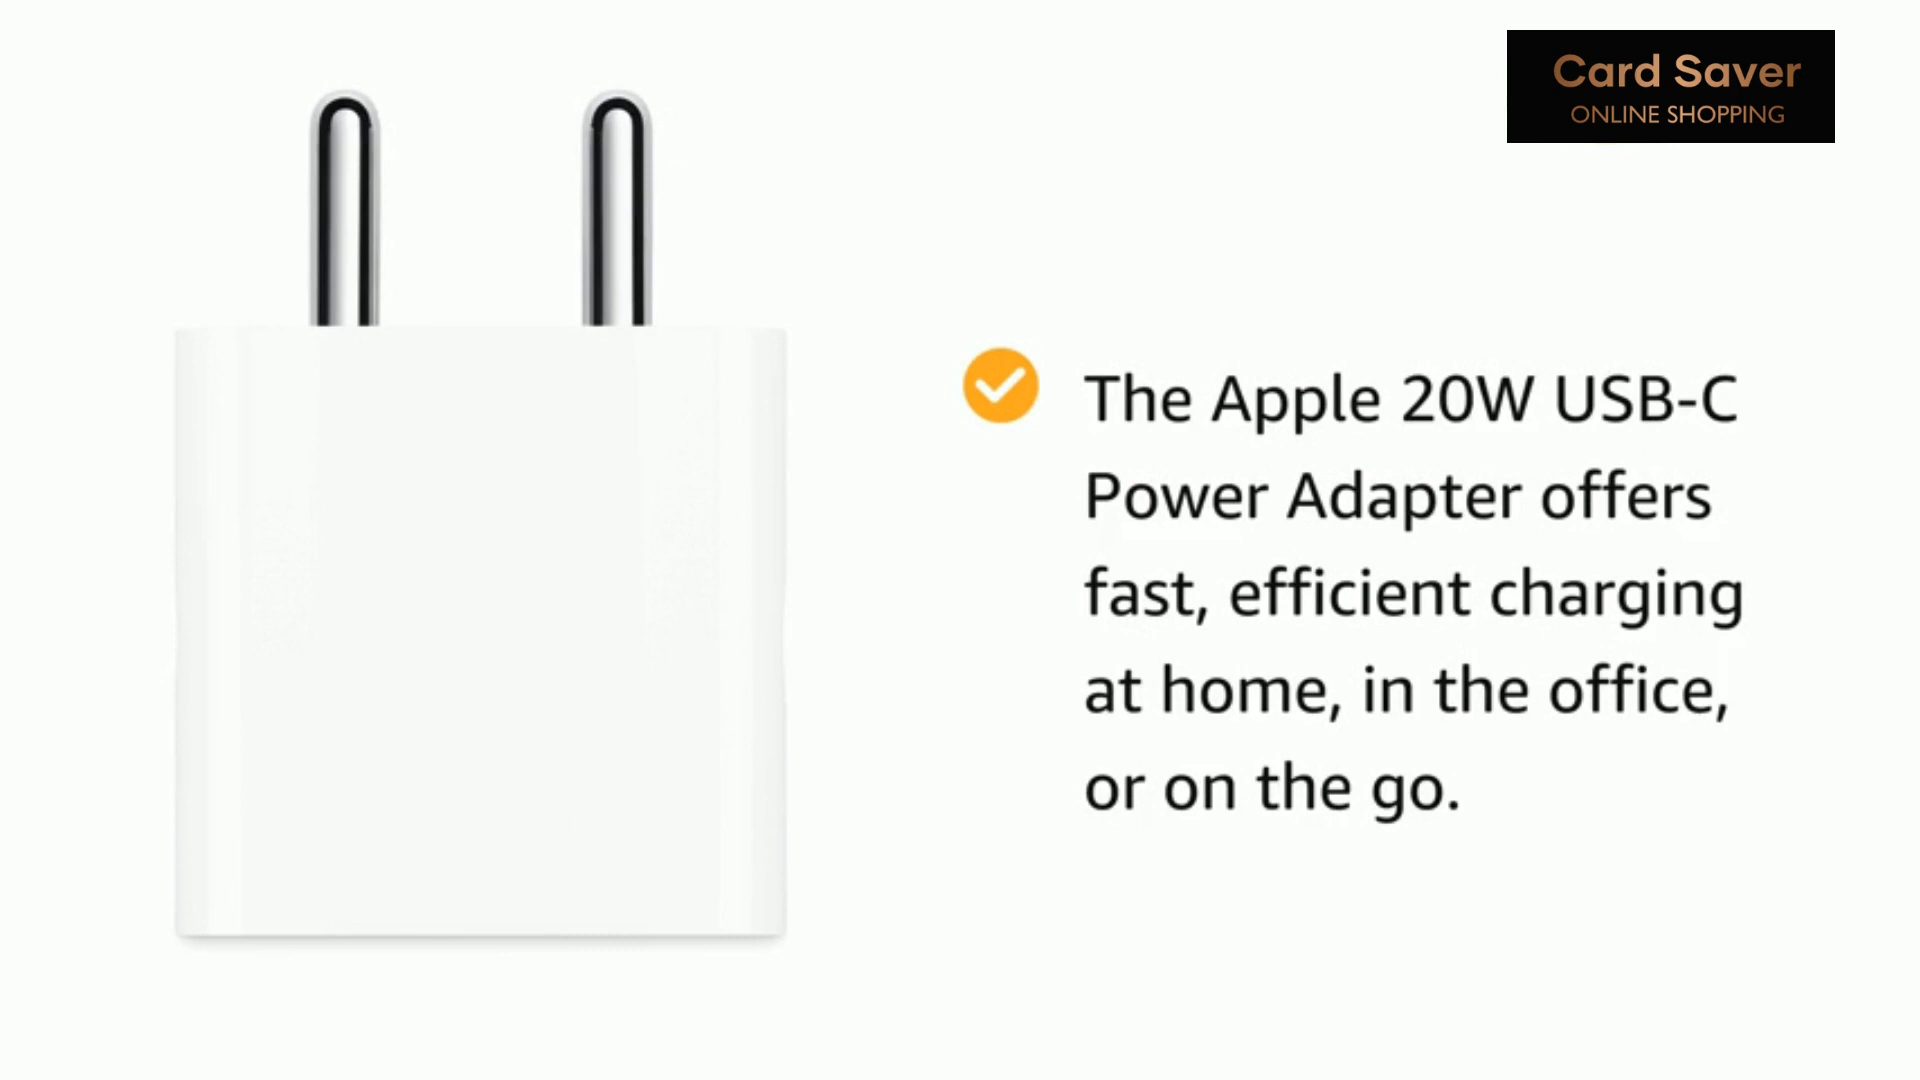 Card Saver
ONLINE SHOPPING
The Apple 20W USB-C
Power Adapter offers
fast, efficient charging
at home, in the office,
or on the go.